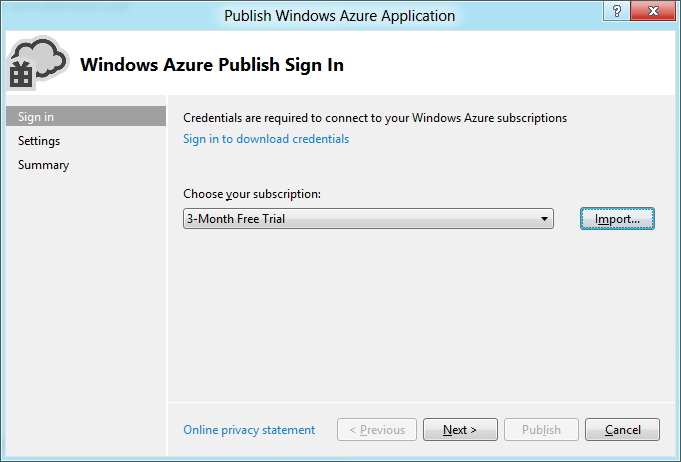 Publish Windows Azure Application
?
Windows Azure Publish Sign In
Sign in
Settings
Summary
Credentials are required to connect to your Windows Azure subscriptions
Sign in to download credentials
Choose your subscription:
3-Month Free Trial
Import...
Online privacy statement
< Previous
Next >
Publish
Cancel